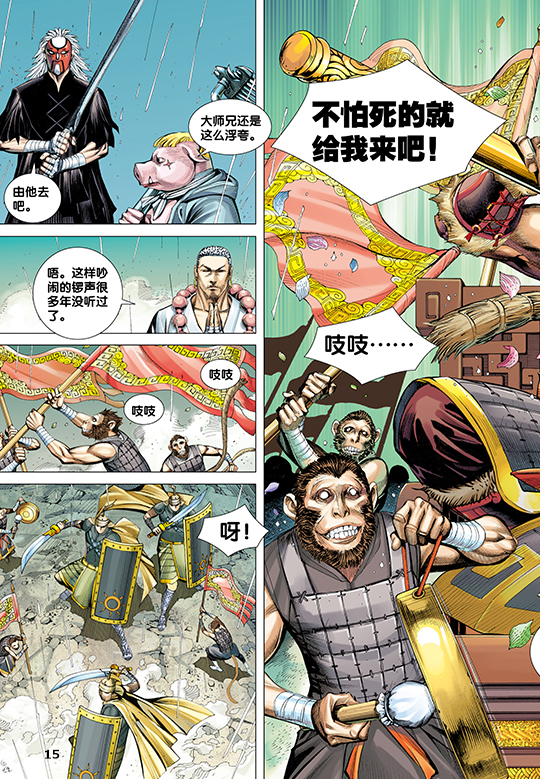 大师兄还是
这么浮夸。
由他去
吧。
唔。这样吵
闹的锣声很
多年没听过
了。
吱吱
吱吱
呀!
不怕死的就
给我来吧!
吱吱……
15